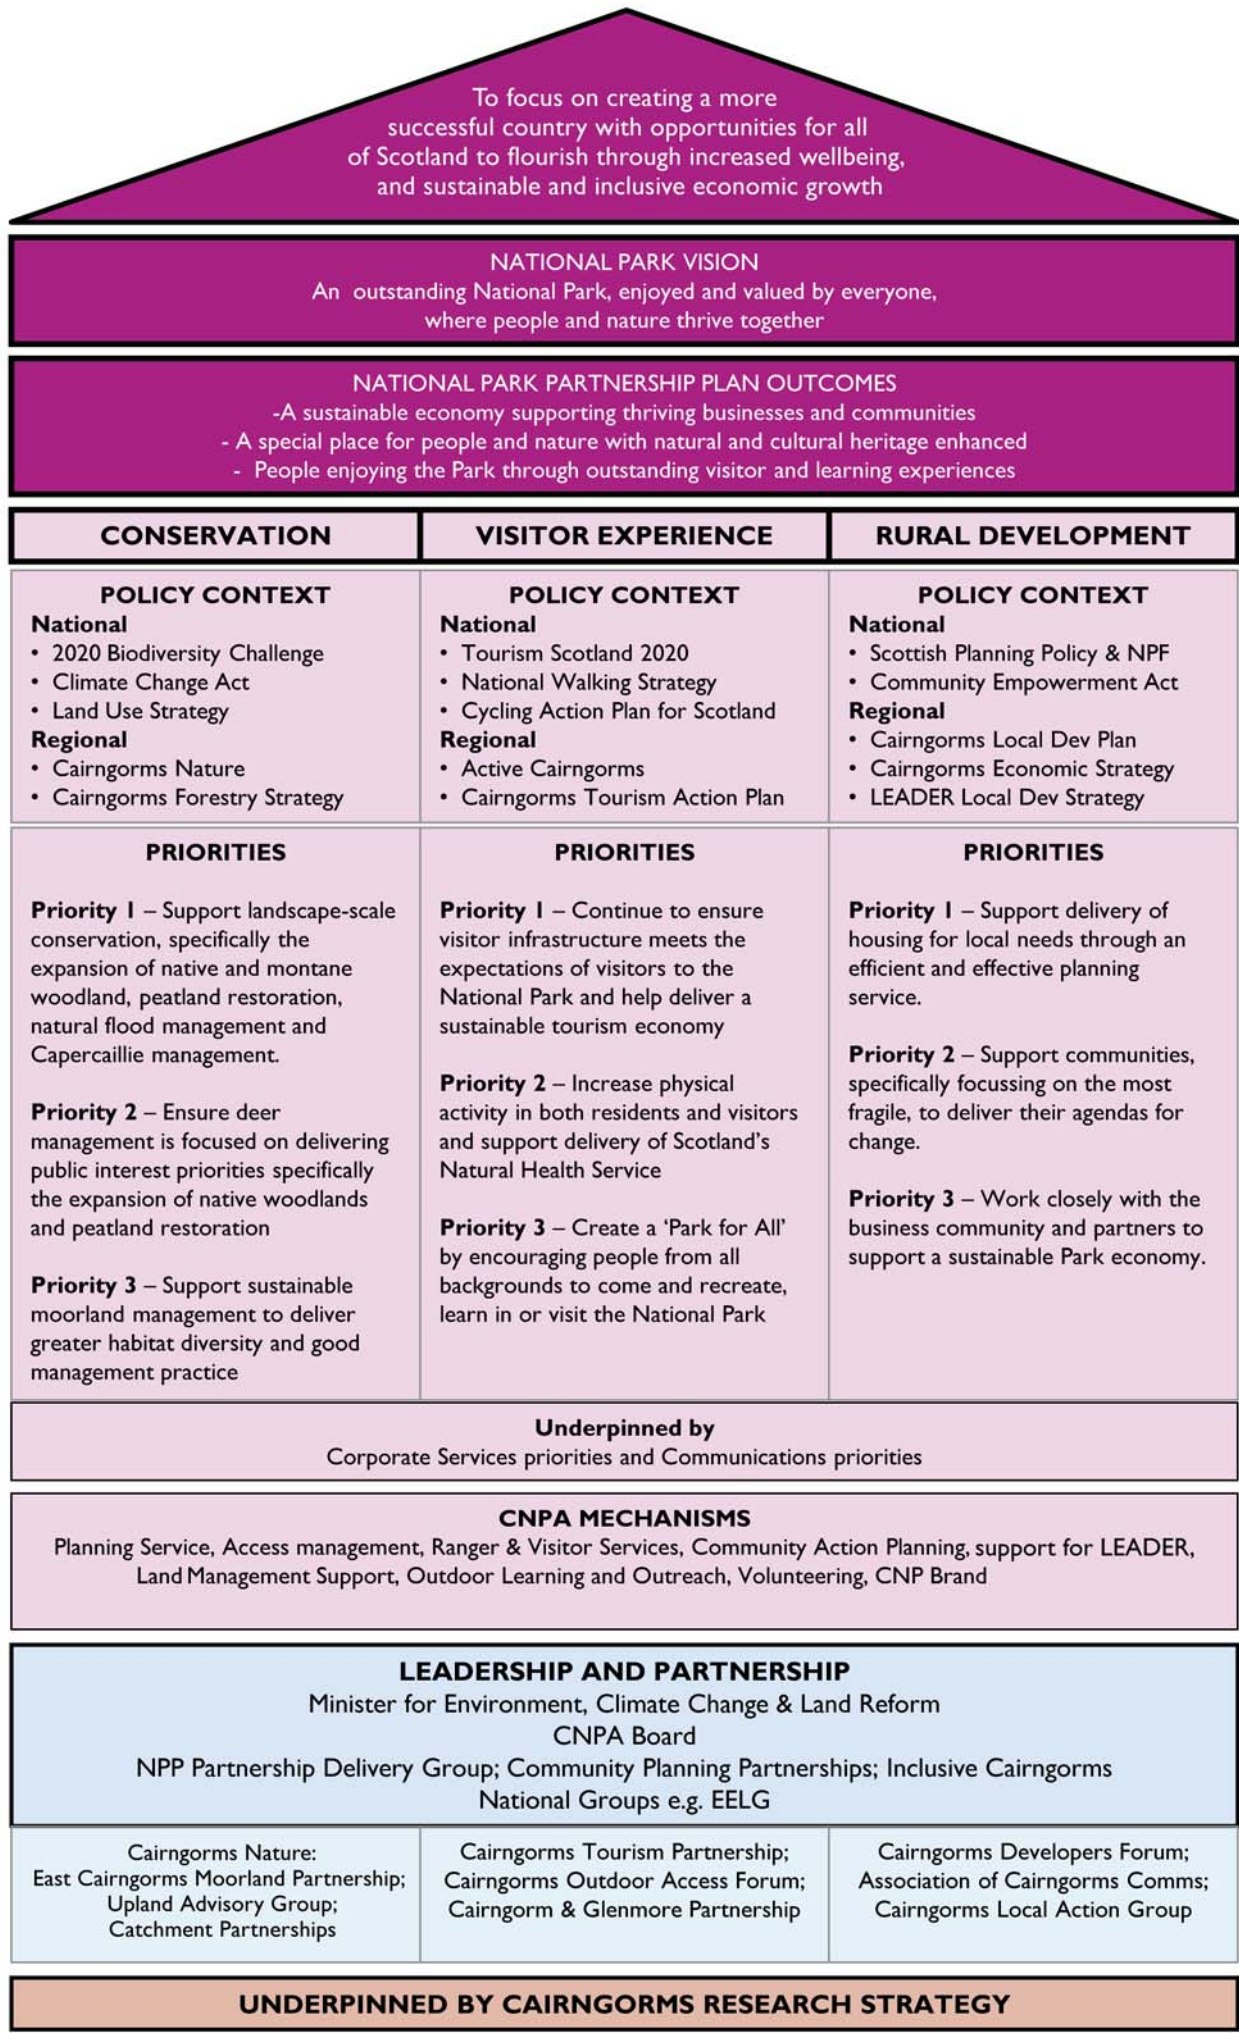 To focus on creating a more
successful country with opportunities for all
of Scotland to flourish through increased wellbeing,
and sustainable and inclusive economic growth
NATIONAL PARK VISION
An outstanding National Park, enjoyed and valued by everyone,
where people and nature thrive together
NATIONAL PARK PARTNERSHIP PLAN OUTCOMES
-A sustainable economy supporting thriving businesses and communities
- A special place for people and nature with natural and cultural heritage enhanced
- People enjoying the Park through outstanding visitor and learning experiences
CONSERVATION
VISITOR EXPERIENCE
RURAL DEVELOPMENT
POLICY CONTEXT
National
• 2020 Biodiversity Challenge
• Climate Change Act
• Land Use Strategy
Regional
• Cairngorms Nature
• Cairngorms Forestry Strategy
POLICY CONTEXT
National
• Tourism Scotland 2020
• National Walking Strategy
• Cycling Action Plan for Scotland
Regional
• Active Cairngorms
• Cairngorms Tourism Action Plan
POLICY CONTEXT
National
• Scottish Planning Policy & NPF
• Community Empowerment Act
Regional
• Cairngorms Local Dev Plan
• Cairngorms Economic Strategy
• LEADER Local Dev Strategy
PRIORITIES
Priority 1 – Support landscape-scale
conservation, specifically the
expansion of native and montane
woodland, peatland restoration,
natural flood management and
Capercaillie management.
Priority 2 – Ensure deer
management is focused on delivering
public interest priorities specifically
the expansion of native woodlands
and peatland restoration
Priority 3 – Support sustainable
moorland management to deliver
greater habitat diversity and good
management practice
PRIORITIES
Priority 1 – Continue to ensure
visitor infrastructure meets the
expectations of visitors to the
National Park and help deliver a
sustainable tourism economy
Priority 2 – Increase physical
activity in both residents and visitors
and support delivery of Scotland's
Natural Health Service
Priority 3 – Create a ‘Park for All’
by encouraging people from all
backgrounds to come and recreate,
learn in or visit the National Park
PRIORITIES
Priority 1 – Support delivery of
housing for local needs through an
efficient and effective planning
service.
Priority 2 – Support communities,
specifically focussing on the most
fragile, to deliver their agendas for
change.
Priority 3 – Work closely with the
business community and partners to
support a sustainable Park economy.
Underpinned by
Corporate Services priorities and Communications priorities
CNPA MECHANISMS
Planning Service, Access management, Ranger & Visitor Services, Community Action Planning, support for LEADER,
Land Management Support, Outdoor Learning and Outreach, Volunteering, CNP Brand
LEADERSHIP AND PARTNERSHIP
Minister for Environment, Climate Change & Land Reform
CNPA Board
NPP Partnership Delivery Group; Community Planning Partnerships; Inclusive Cairngorms
National Groups e.g. EELG
Cairngorms Nature:
East Cairngorms Moorland Partnership;
Upland Advisory Group;
Catchment Partnerships
Cairngorms Tourism Partnership;
Cairngorms Outdoor Access Forum;
Cairngorm & Glenmore Partnership
Cairngorms Developers Forum;
Association of Cairngorms Comms;
Cairngorms Local Action Group
UNDERPINNED BY CAIRNGORMS RESEARCH STRATEGY